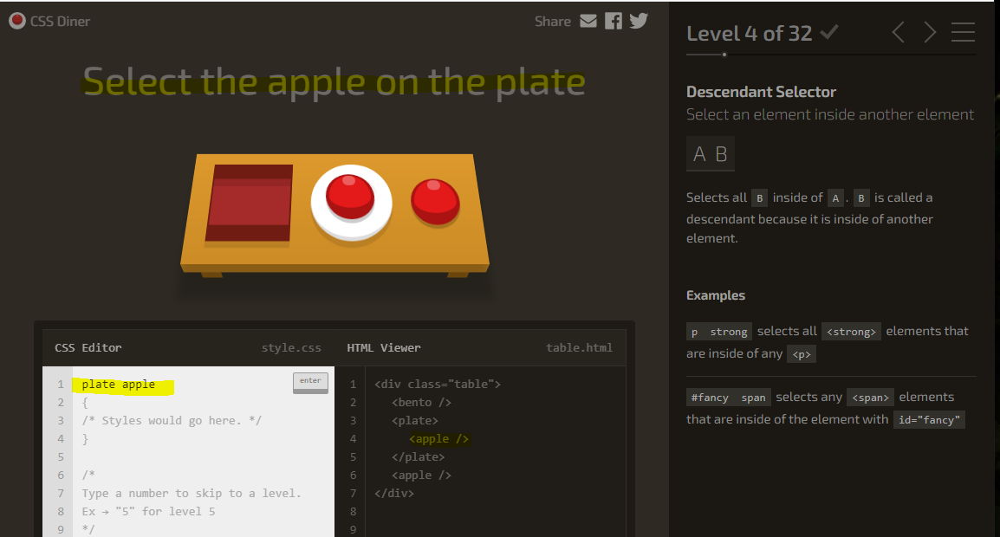 CSS Diner
Share
Select the apple on the plate
CSS Editor style.css
1 plate apple enter
2 {
3 /* Styles would go here. */
4 }
5
6 /*
7 Type a number to skip to a level.
8 Ex → "5" for level 5
9 */
HTML Viewer table.html
1 <div class="table">
2 <bento />
3 <plate>
4 <apple />
5 </plate>
6 <apple />
7 </div>
8
9
Level 4 of 32
Descendant Selector
Select an element inside another element
A B
Selects all B inside of A . B is called a
descendant because it is inside of another
element.
Examples
p strong selects all <strong> elements that
are inside of any <p>
#fancy span selects any <span> elements
that are inside of the element with id="fancy"